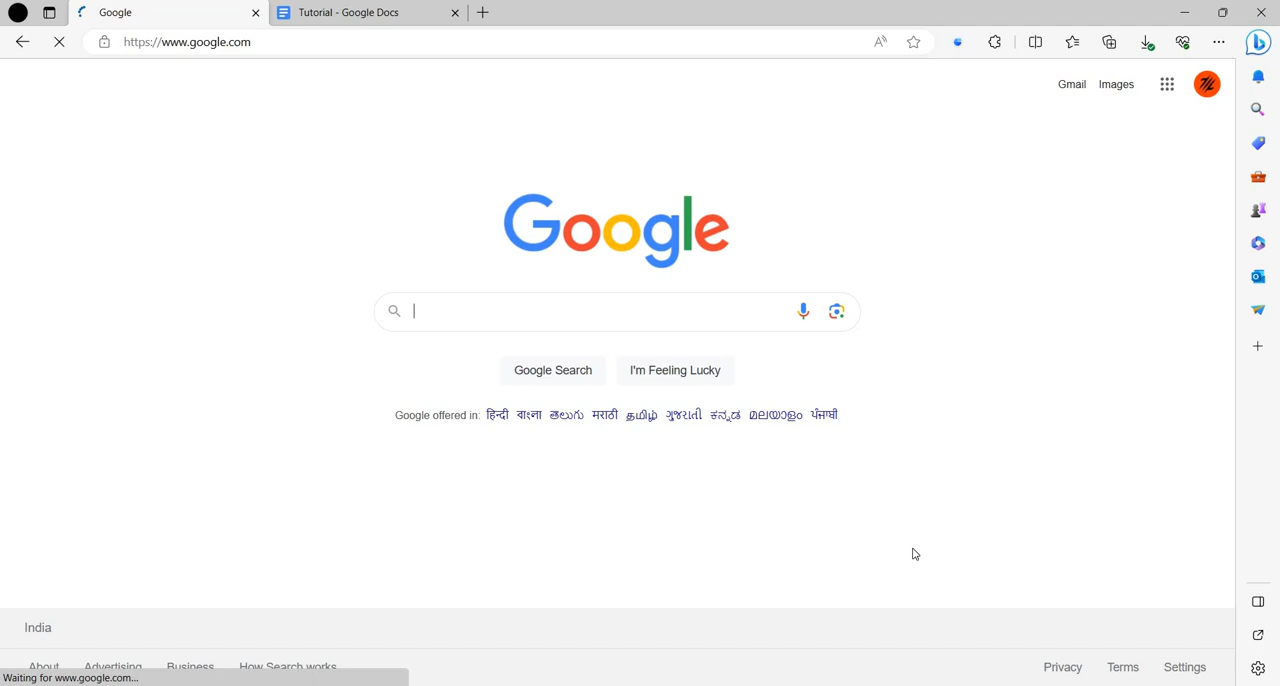 Google
Tutorial - Google Docs
https://www.google.com
Gmail Images
Google
Google Search I'm Feeling Lucky
Google offered in: हिन्दी বাংলা తెలుగు मराठी தமிழ் ગુજરાતી ಕನ್ನಡ മലയാളം ਪੰਜਾਬੀ
India
About Advertising Business How Search works
Privacy Terms Settings
Waiting for www.google.com...